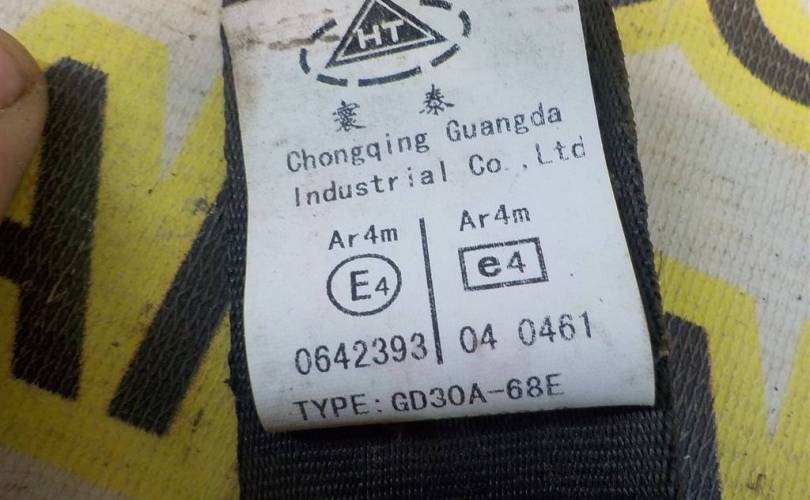 HT
寰 泰
Chongqing Guangda
Industrial Co.,Ltd
Ar4m Ar4m
E4 e4
0642393 04 0461
TYPE:GD30A-68E